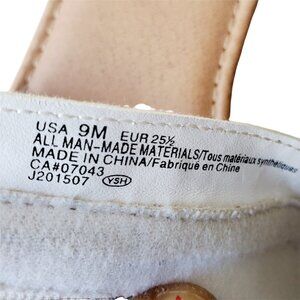 USA 9M EUR 25½
ALL MAN-MADE MATERIALS/Tous matériaux synthétiques
MADE IN CHINA/Fabriqué en Chine
CA#07043
J201507 YSH